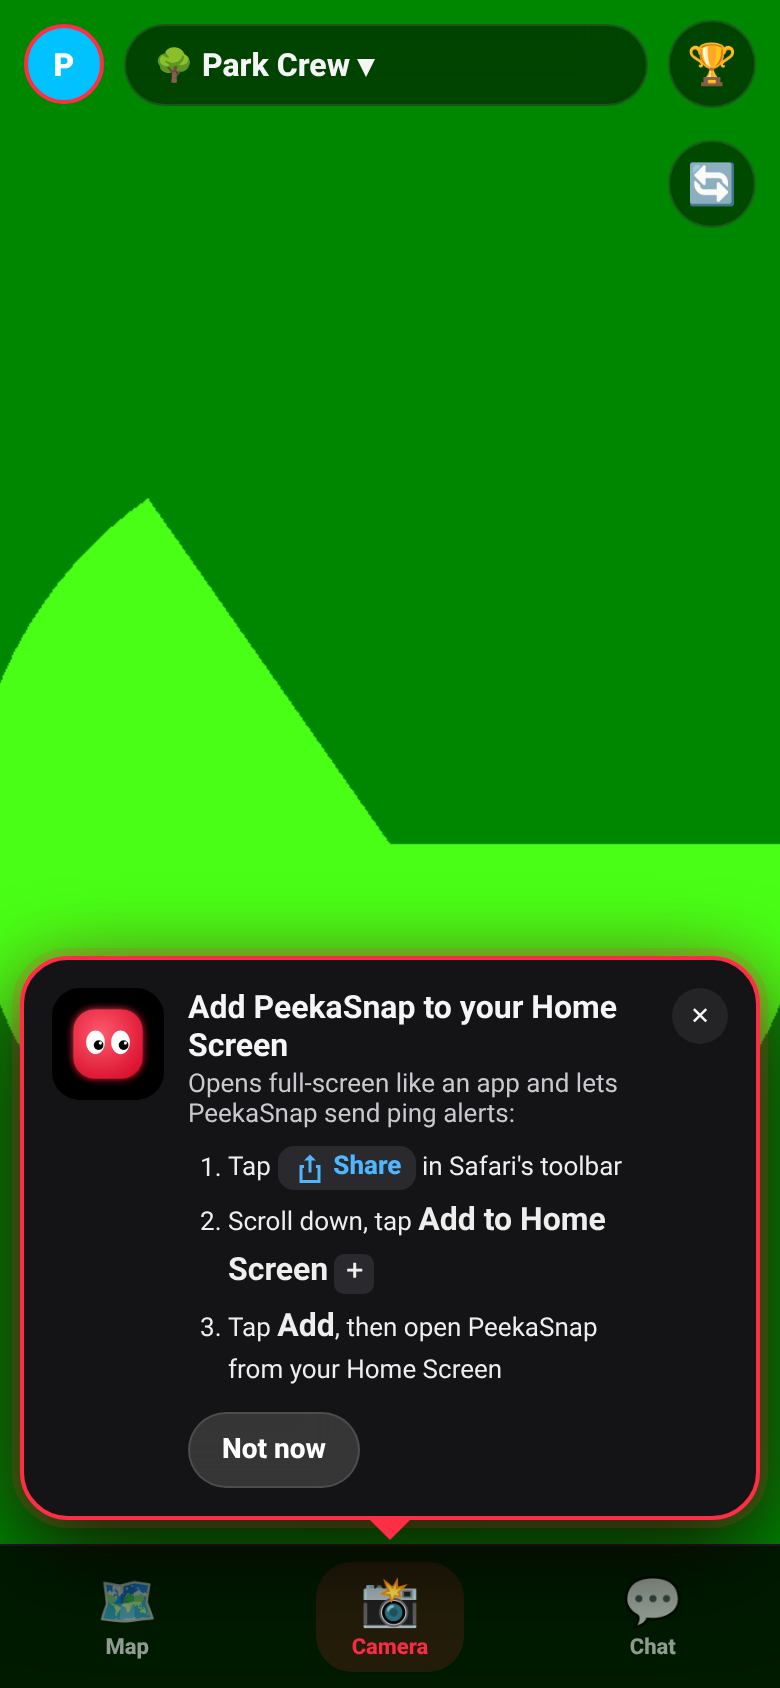 P
Park Crew ▾
Add PeekaSnap to your Home
Screen
Opens full-screen like an app and lets
PeekaSnap send ping alerts:
1. Tap Share in Safari's toolbar
2. Scroll down, tap Add to Home
Screen +
3. Tap Add, then open PeekaSnap
from your Home Screen
Not now
Map
Camera
Chat